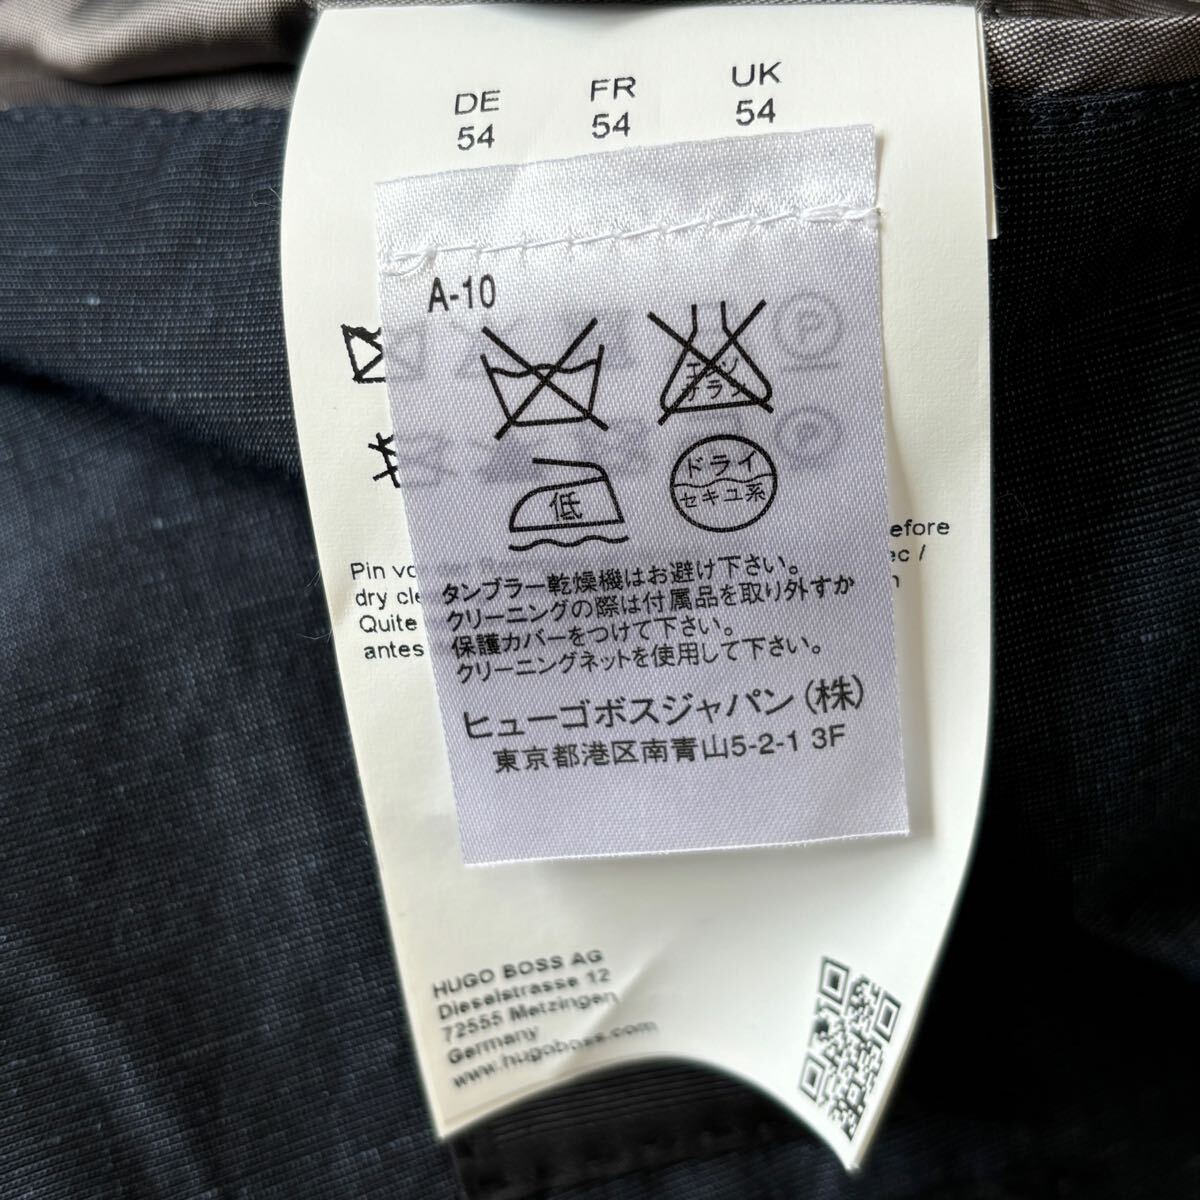 DE FR UK
54 54 54
A-10
エンソ
サラシ
低
ドライ
セキユ系
efore
Pin
dry
Quite
antes
タンブラー乾燥機はお避け下さい。
クリーニングの際は付属品を取り外すか
保護カバーをつけて下さい。
クリーニングネットを使用して下さい。
ヒューゴボスジャパン(株)
東京都港区南青山5-2-1 3F
HUGO BOSS AG
Dieselstrasse 12
72555 Metzingen
Germany
www.hugoboss.com